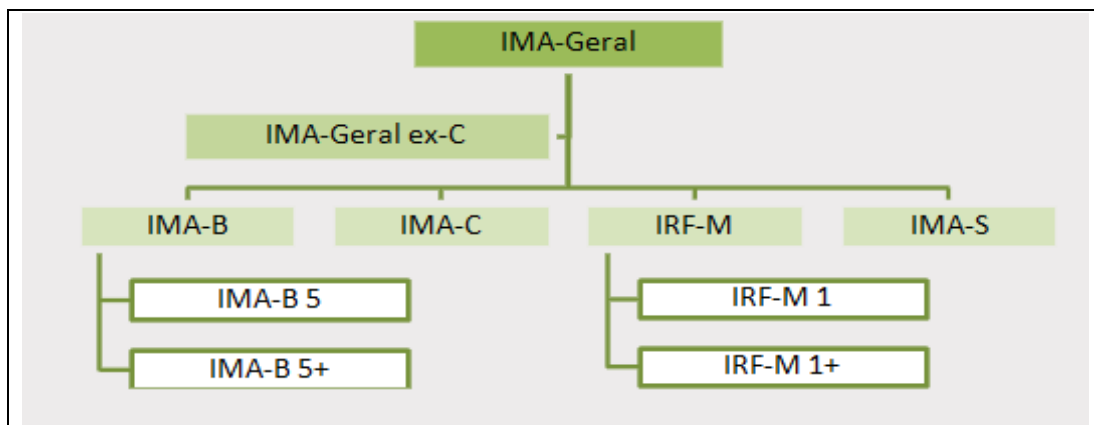 IMA-Geral
IMA-Geral ex-C
IMA-B
IMA-C
IRF-M
IMA-S
IMA-B 5
IRF-M 1
IMA-B 5+
IRF-M 1+